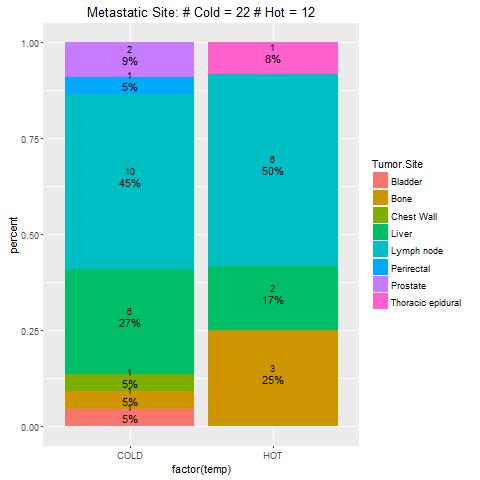 Metastatic Site: # Cold = 22 # Hot = 12
percent
1.00
0.75
0.50
0.25
0.00
2
9%
1
5%
10
45%
6
27%
1
5%
1
5%
1
5%
1
8%
6
50%
2
17%
3
25%
COLD
HOT
factor(temp)
Tumor.Site
Bladder
Bone
Chest Wall
Liver
Lymph node
Perirectal
Prostate
Thoracic epidural